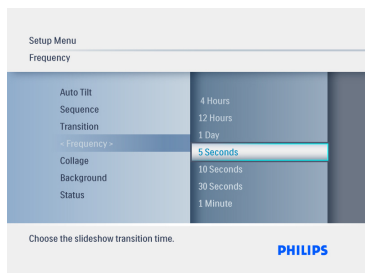 Setup Menu
Frequency
Auto Tilt
Sequence
Transition
« Frequency »
Collage
Background
Status
4 Hours
12 Hours
1 Day
5 Seconds
10 Seconds
30 Seconds
1 Minute
Choose the slideshow transition time.
PHILIPS